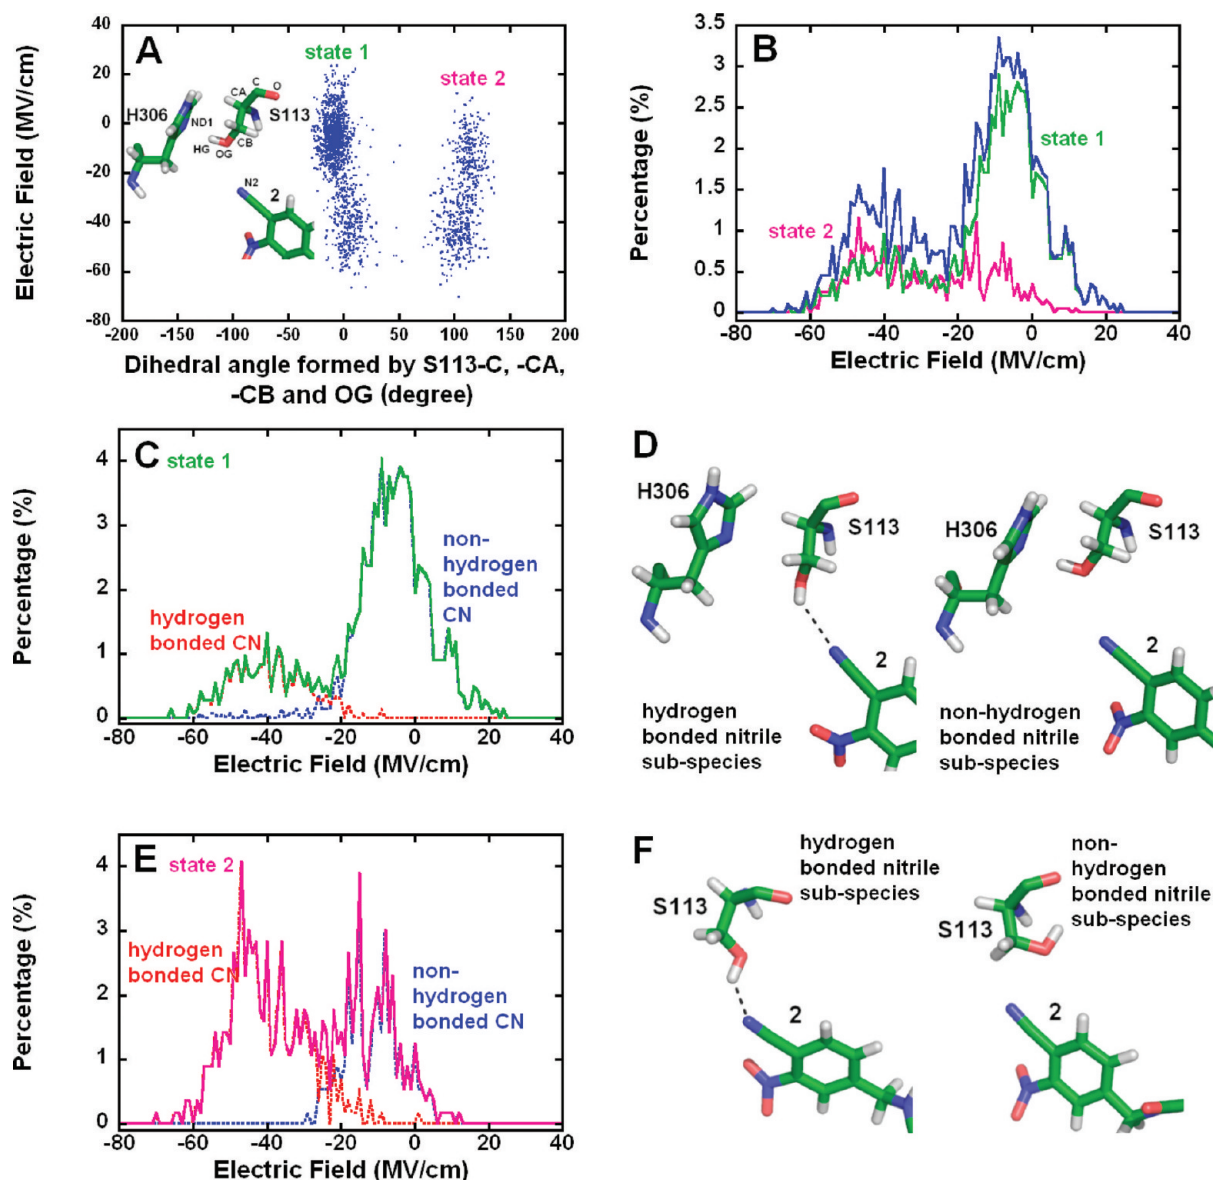 A
state 1
state 2
H306
ND1
HG
OG
CB
CA
C
O
S113
N2
2
40
20
0
-20
-40
-60
-80
-200
-150
-100
-50
0
50
100
150
200
Electric Field (MV/cm)
Dihedral angle formed by S113-C, -CA,
-CB and OG (degree)
B
state 1
state 2
3.5
3
2.5
2
1.5
1
0.5
0
-80
-60
-40
-20
0
20
40
Percentage (%)
Electric Field (MV/cm)
C
state 1
non-
hydrogen
bonded
CN
hydrogen
bonded CN
4
3
2
1
0
-80
-60
-40
-20
0
20
40
Percentage (%)
Electric Field (MV/cm)
D
H306
S113
2
hydrogen
bonded nitrile
sub-species
H306
S113
2
non-hydrogen
bonded nitrile
sub-species
E
state 2
hydrogen
bonded CN
non-
hydrogen
bonded CN
4
3
2
1
0
-80
-60
-40
-20
0
20
40
Percentage (%)
Electric Field (MV/cm)
F
hydrogen
bonded nitrile
sub-species
S113
2
non-
hydrogen
bonded nitrile
sub-species
S113
2